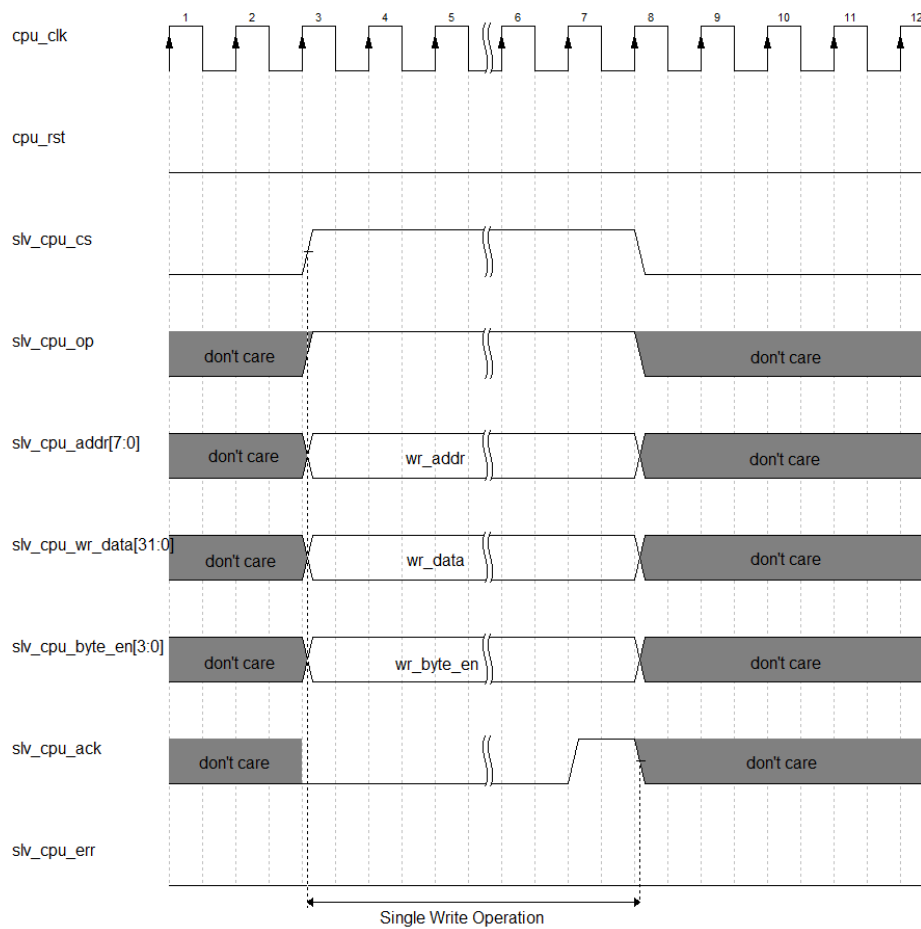 1 2 3 4 5 6 7 8 9 10 11 12
cpu_clk
cpu_rst
slv_cpu_cs
slv_cpu_op
don't care
don't care
slv_cpu_addr[7:0]
don't care
wr_addr
don't care
slv_cpu_wr_data[31:0]
don't care
wr_data
don't care
slv_cpu_byte_en[3:0]
don't care
wr_byte_en
don't care
slv_cpu_ack
don't care
don't care
slv_cpu_err
Single Write Operation